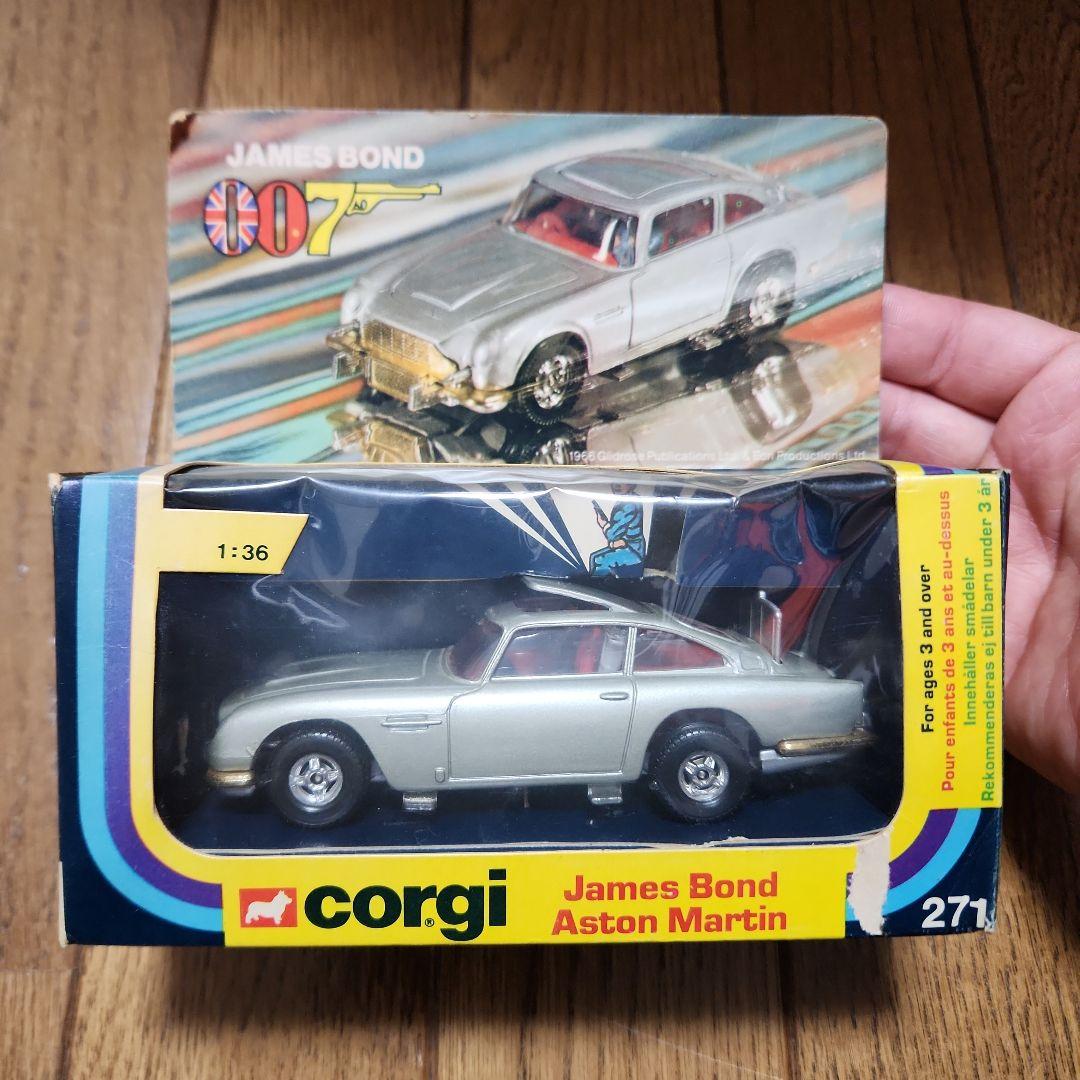 JAMES BOND
007
1966 Glidrose Publications Ltd. & Eon Productions Ltd.
1:36
For ages 3 and over
Pour enfants de 3 ans et au-dessus
Innehåller smådelar
Rekommenderas ej till barn under 3 år
corgi®
James Bond
Aston Martin
271